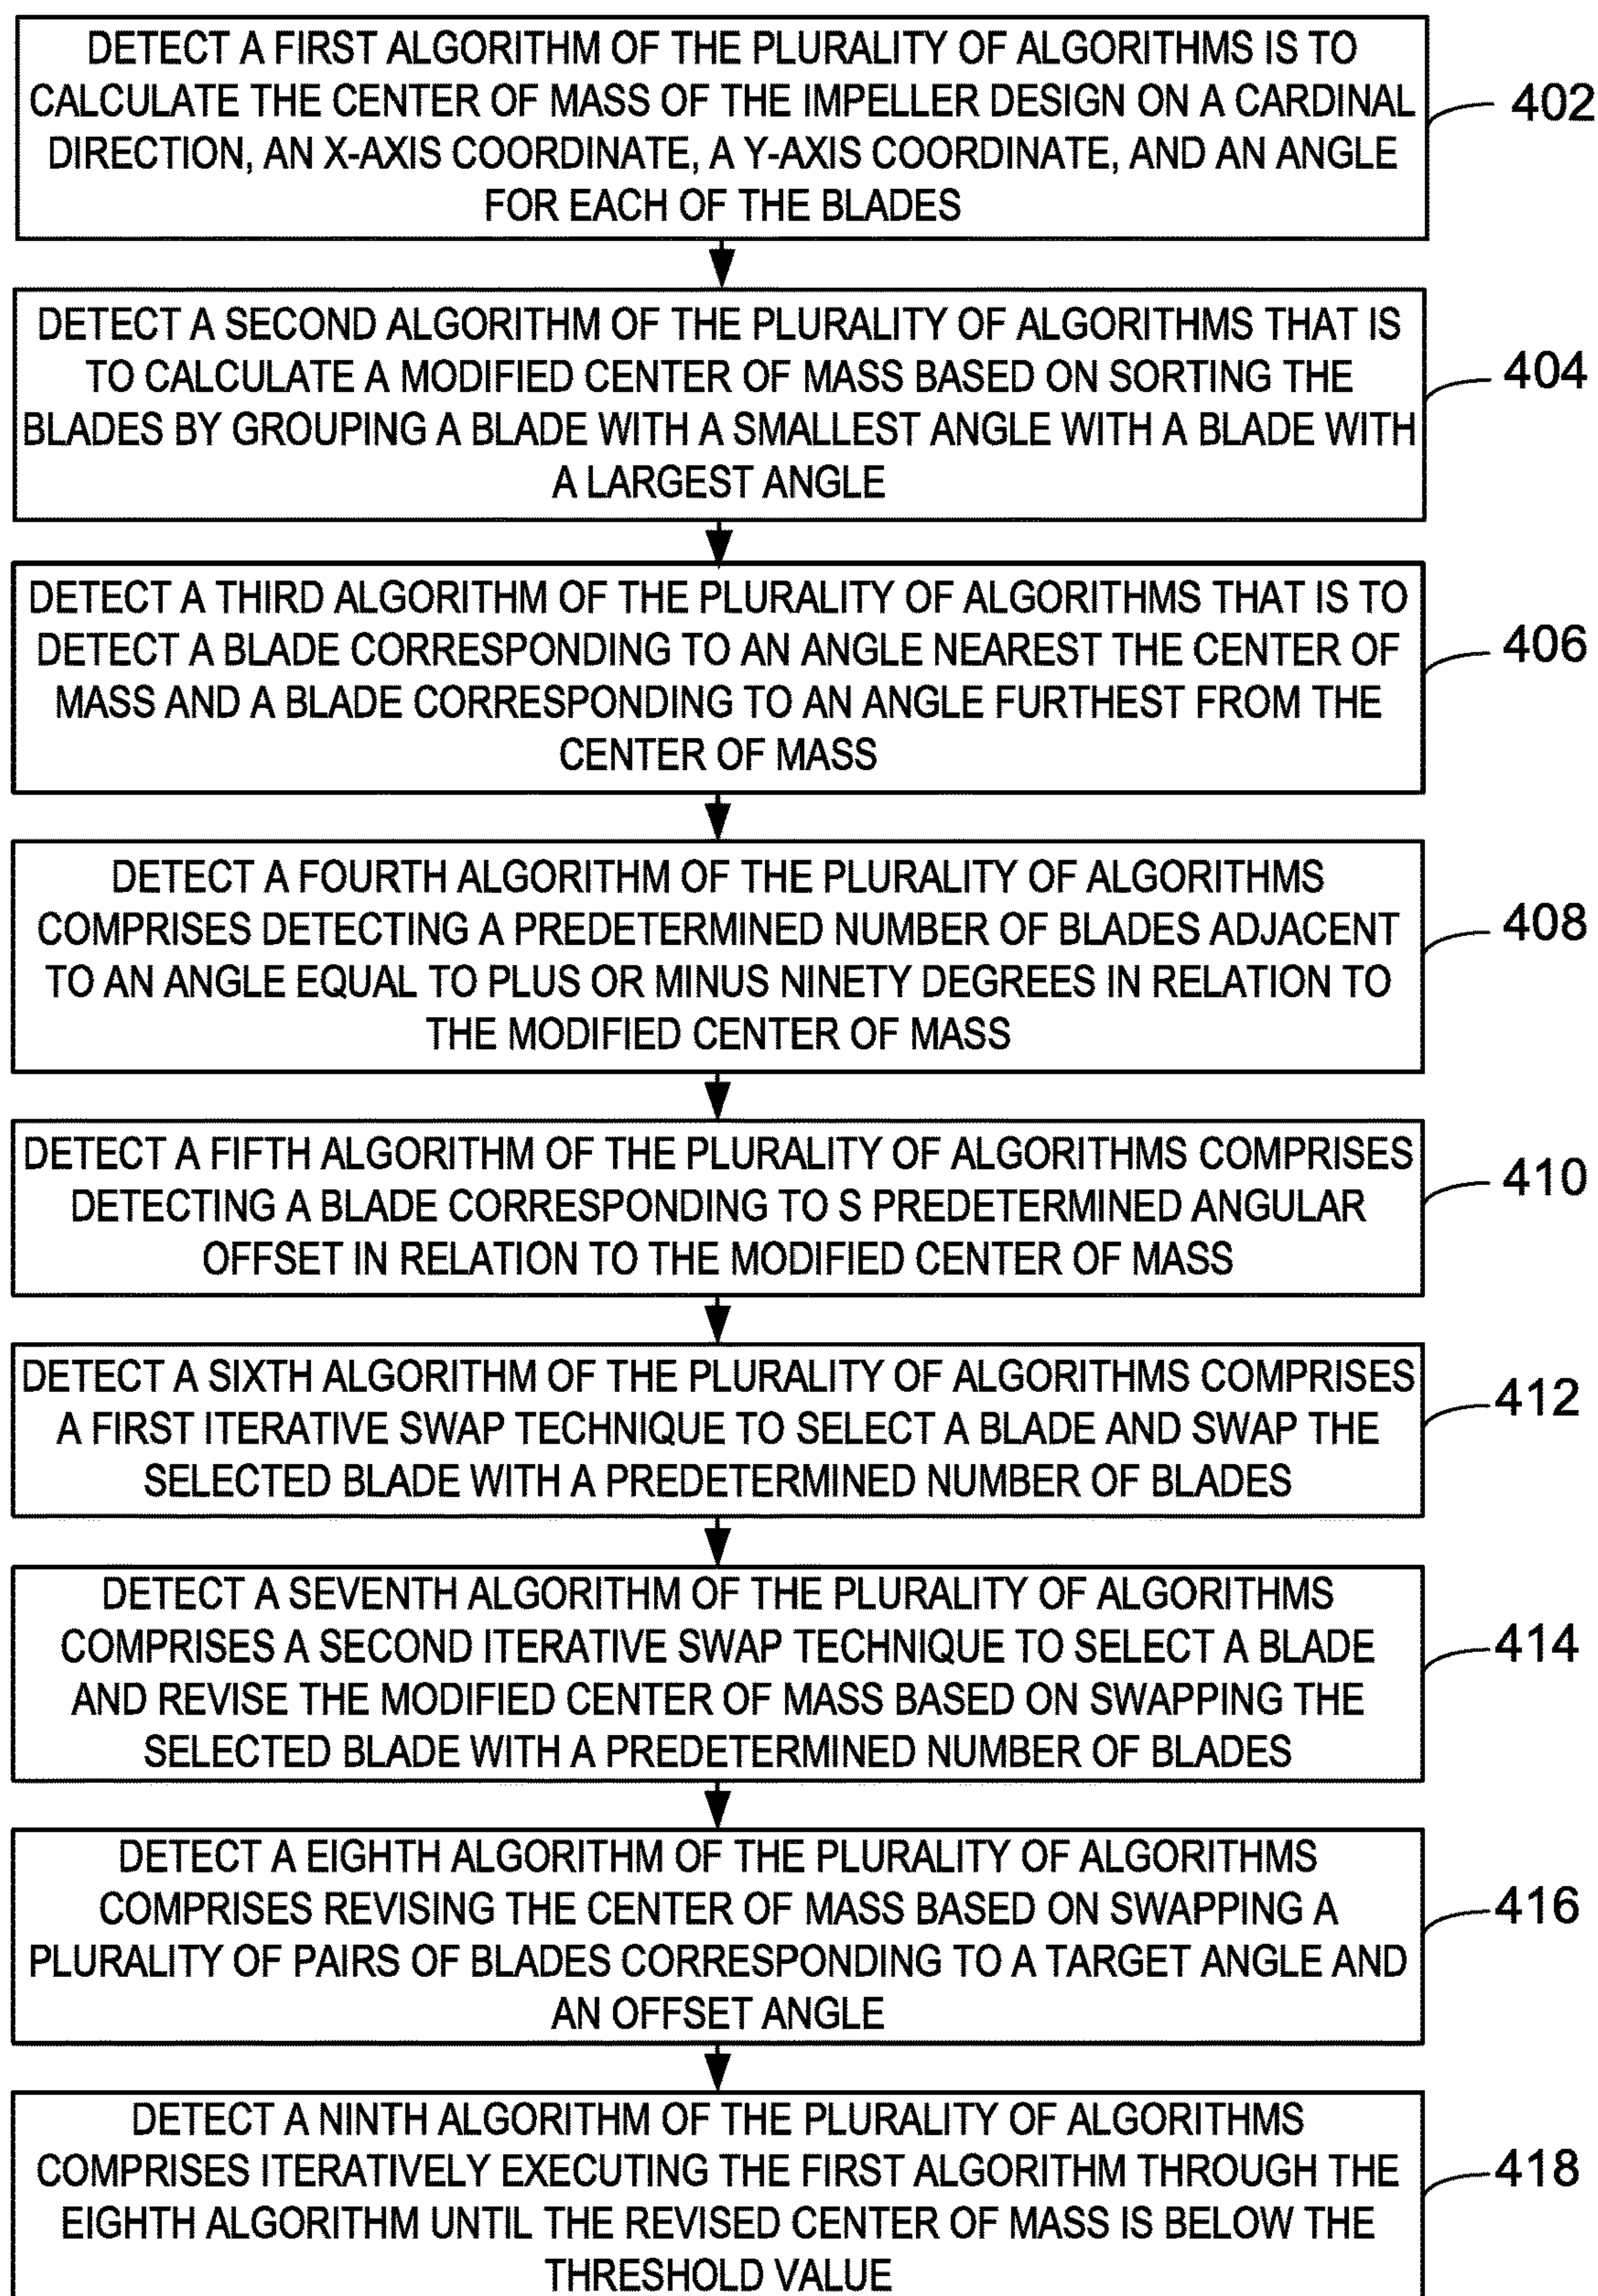 DETECT A FIRST ALGORITHM OF THE PLURALITY OF ALGORITHMS IS TO
CALCULATE THE CENTER OF MASS OF THE IMPELLER DESIGN ON A CARDINAL
DIRECTION, AN X-AXIS COORDINATE, A Y-AXIS COORDINATE, AND AN ANGLE
FOR EACH OF THE BLADES
402
DETECT A SECOND ALGORITHM OF THE PLURALITY OF ALGORITHMS THAT IS
TO CALCULATE A MODIFIED CENTER OF MASS BASED ON SORTING THE
BLADES BY GROUPING A BLADE WITH A SMALLEST ANGLE WITH A BLADE WITH
A LARGEST ANGLE
404
DETECT A THIRD ALGORITHM OF THE PLURALITY OF ALGORITHMS THAT IS TO
DETECT A BLADE CORRESPONDING TO AN ANGLE NEAREST THE CENTER OF
MASS AND A BLADE CORRESPONDING TO AN ANGLE FURTHEST FROM THE
CENTER OF MASS
406
DETECT A FOURTH ALGORITHM OF THE PLURALITY OF ALGORITHMS
COMPRISES DETECTING A PREDETERMINED NUMBER OF BLADES ADJACENT
TO AN ANGLE EQUAL TO PLUS OR MINUS NINETY DEGREES IN RELATION TO
THE MODIFIED CENTER OF MASS
408
DETECT A FIFTH ALGORITHM OF THE PLURALITY OF ALGORITHMS COMPRISES
DETECTING A BLADE CORRESPONDING TO S PREDETERMINED ANGULAR
OFFSET IN RELATION TO THE MODIFIED CENTER OF MASS
410
DETECT A SIXTH ALGORITHM OF THE PLURALITY OF ALGORITHMS COMPRISES
A FIRST ITERATIVE SWAP TECHNIQUE TO SELECT A BLADE AND SWAP THE
SELECTED BLADE WITH A PREDETERMINED NUMBER OF BLADES
412
DETECT A SEVENTH ALGORITHM OF THE PLURALITY OF ALGORITHMS
COMPRISES A SECOND ITERATIVE SWAP TECHNIQUE TO SELECT A BLADE
AND REVISE THE MODIFIED CENTER OF MASS BASED ON SWAPPING THE
SELECTED BLADE WITH A PREDETERMINED NUMBER OF BLADES
414
DETECT A EIGHTH ALGORITHM OF THE PLURALITY OF ALGORITHMS
COMPRISES REVISING THE CENTER OF MASS BASED ON SWAPPING A
PLURALITY OF PAIRS OF BLADES CORRESPONDING TO A TARGET ANGLE AND
AN OFFSET ANGLE
416
DETECT A NINTH ALGORITHM OF THE PLURALITY OF ALGORITHMS
COMPRISES ITERATIVELY EXECUTING THE FIRST ALGORITHM THROUGH THE
EIGHTH ALGORITHM UNTIL THE REVISED CENTER OF MASS IS BELOW THE
THRESHOLD VALUE
418